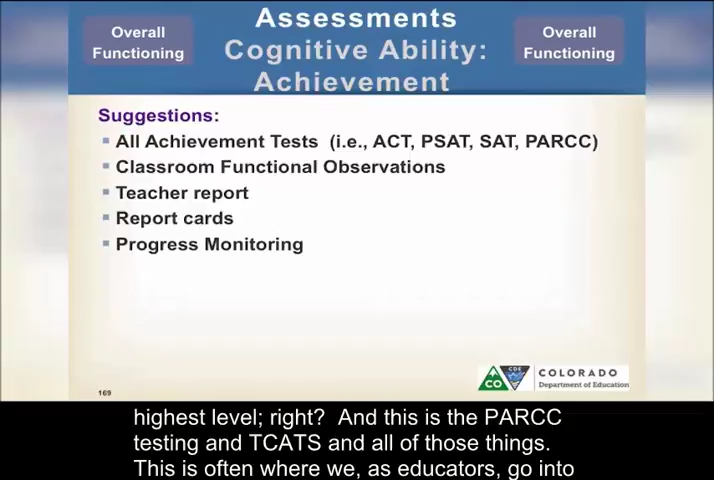 Overall
Functioning
Assessments
Cognitive Ability:
Achievement
Overall
Functioning
Suggestions:
All Achievement Tests (i.e., ACT, PSAT, SAT, PARCC)
Classroom Functional Observations
Teacher report
Report cards
Progress Monitoring
CO
CDE
COLORADO
Department of Education
169
highest level; right? And this is the PARCC
testing and TCATS and all of those things.
This is often where we, as educators, go into